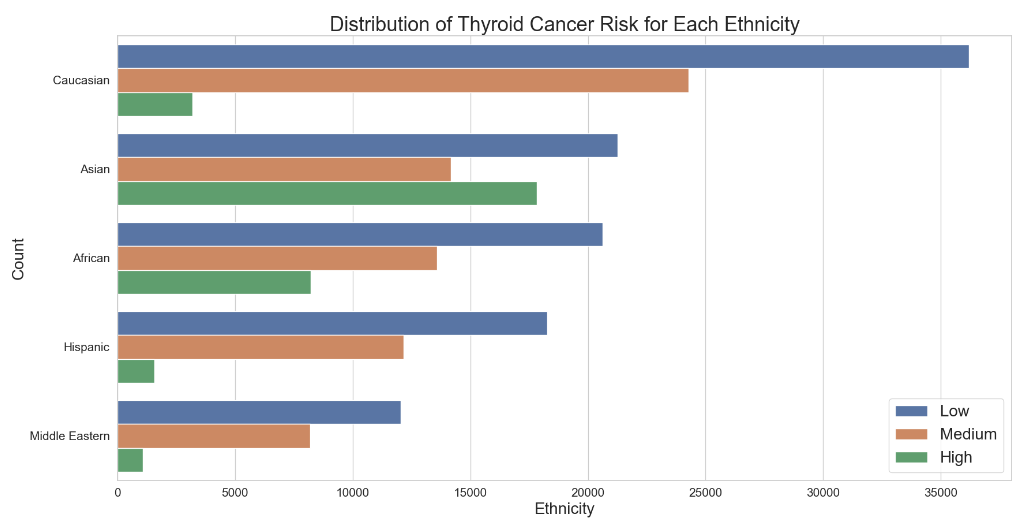 Distribution of Thyroid Cancer Risk for Each Ethnicity
Count
Caucasian
Asian
African
Hispanic
Middle Eastern
Low
Medium
High
0 5000 10000 15000 20000 25000 30000 35000
Ethnicity